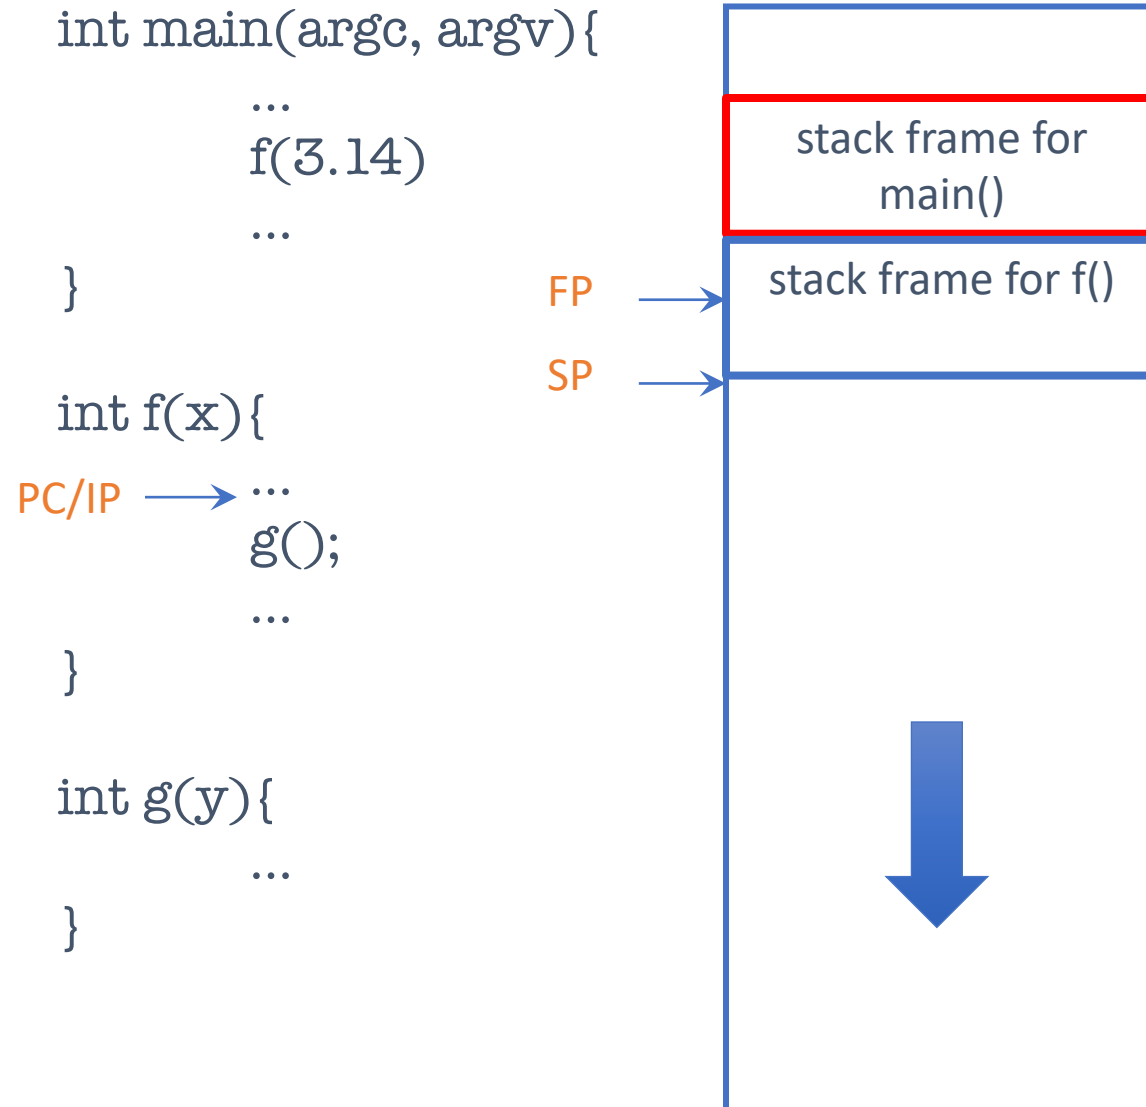 int main(argc, argv){
...
f(3.14)
...
}
int f(x){
...
g();
...
}
int g(y){
...
}
PC/IP
FP
SP
stack frame for
main()
stack frame for f()